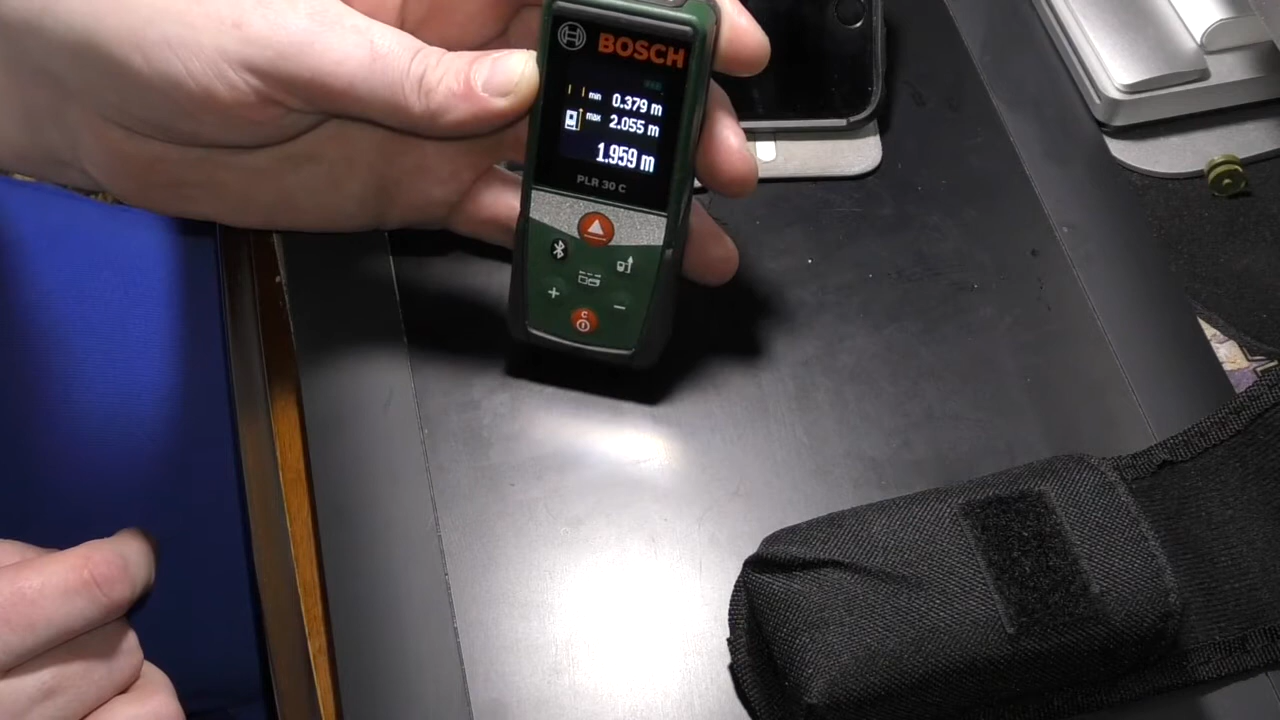 BOSCH
min 0.379 m
max 2.055 m
1.959 m
PLR 30 C
+ −
C